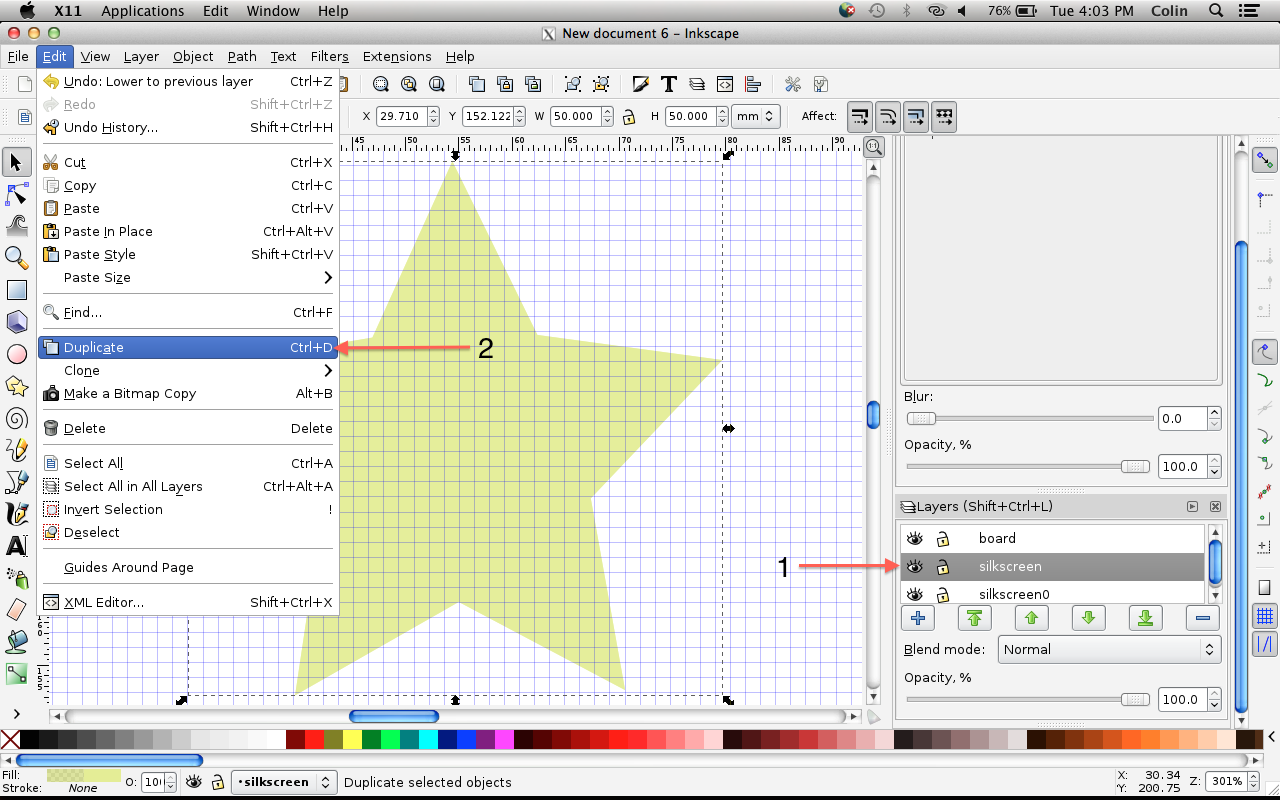 X11 Applications Edit Window Help 76% Tue 4:03 PM Colin
New document 6 – Inkscape
File Edit View Layer Object Path Text Filters Extensions Help
Undo: Lower to previous layer Ctrl+Z
Redo Shift+Ctrl+Z
Undo History... Shift+Ctrl+H
Cut Ctrl+X
Copy Ctrl+C
Paste Ctrl+V
Paste In Place Ctrl+Alt+V
Paste Style Shift+Ctrl+V
Paste Size
Find... Ctrl+F
Duplicate Ctrl+D
Clone
Make a Bitmap Copy Alt+B
Delete Delete
Select All Ctrl+A
Select All in All Layers Ctrl+Alt+A
Invert Selection !
Deselect
Guides Around Page
XML Editor... Shift+Ctrl+X
X 29.710 Y 152.122 W 50.000 H 50.000 mm Affect:
45 50 55 60 65 70 75 80 85 90
2
1
Blur:
0.0
Opacity, %
100.0
Layers (Shift+Ctrl+L)
board
silkscreen
silkscreen0
Blend mode: Normal
Opacity, %
100.0
Fill:
Stroke: None
O: 10
•silkscreen
Duplicate selected objects
X: 30.34
Y: 200.75
Z: 301%